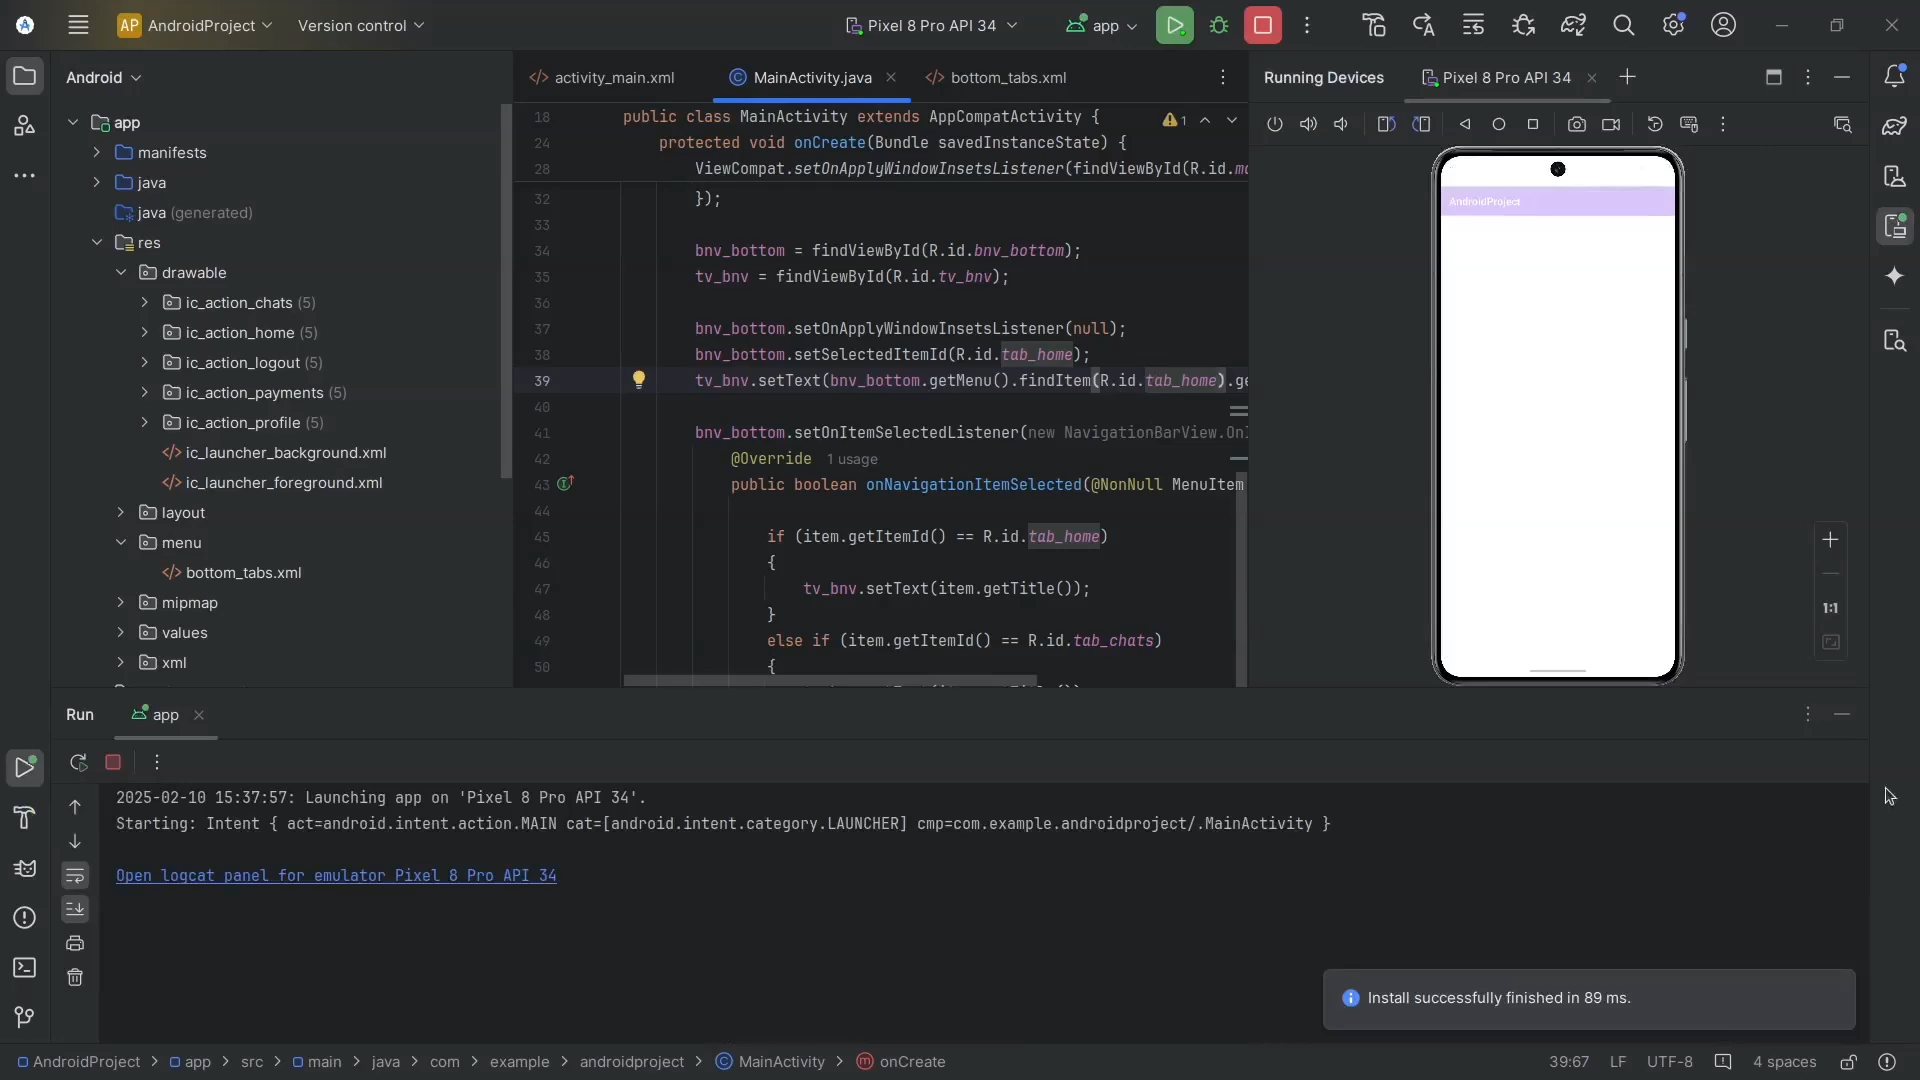 AP AndroidProject
Version control
Pixel 8 Pro API 34
app
Android
activity_main.xml
MainActivity.java
bottom_tabs.xml
Running Devices
Pixel 8 Pro API 34
app
manifests
java
java (generated)
res
drawable
ic_action_chats (5)
ic_action_home (5)
ic_action_logout (5)
ic_action_payments (5)
ic_action_profile (5)
ic_launcher_background.xml
ic_launcher_foreground.xml
layout
menu
bottom_tabs.xml
mipmap
values
xml
18 public class MainActivity extends AppCompatActivity {
1
24 protected void onCreate(Bundle savedInstanceState) {
28 ViewCompat.setOnApplyWindowInsetsListener(findViewById(R.id.ma
32 });
33
34 bnv_bottom = findViewById(R.id.bnv_bottom);
35 tv_bnv = findViewById(R.id.tv_bnv);
36
37 bnv_bottom.setOnApplyWindowInsetsListener(null);
38 bnv_bottom.setSelectedItemId(R.id.tab_home);
39 tv_bnv.setText(bnv_bottom.getMenu().findItem(R.id.tab_home).ge
40
41 bnv_bottom.setOnItemSelectedListener(new NavigationBarView.OnI
42 @Override 1 usage
43 public boolean onNavigationItemSelected(@NonNull MenuItem
44
45 if (item.getItemId() == R.id.tab_home)
46 {
47 tv_bnv.setText(item.getTitle());
48 }
49 else if (item.getItemId() == R.id.tab_chats)
50 {
AndroidProject
1:1
Run
app
2025-02-10 15:37:57: Launching app on 'Pixel 8 Pro API 34'.
Starting: Intent { act=android.intent.action.MAIN cat=[android.intent.category.LAUNCHER] cmp=com.example.androidproject/.MainActivity }
Open logcat panel for emulator Pixel 8 Pro API 34
Install successfully finished in 89 ms.
AndroidProject > app > src > main > java > com > example > androidproject > MainActivity > onCreate
39:67 LF UTF-8 4 spaces